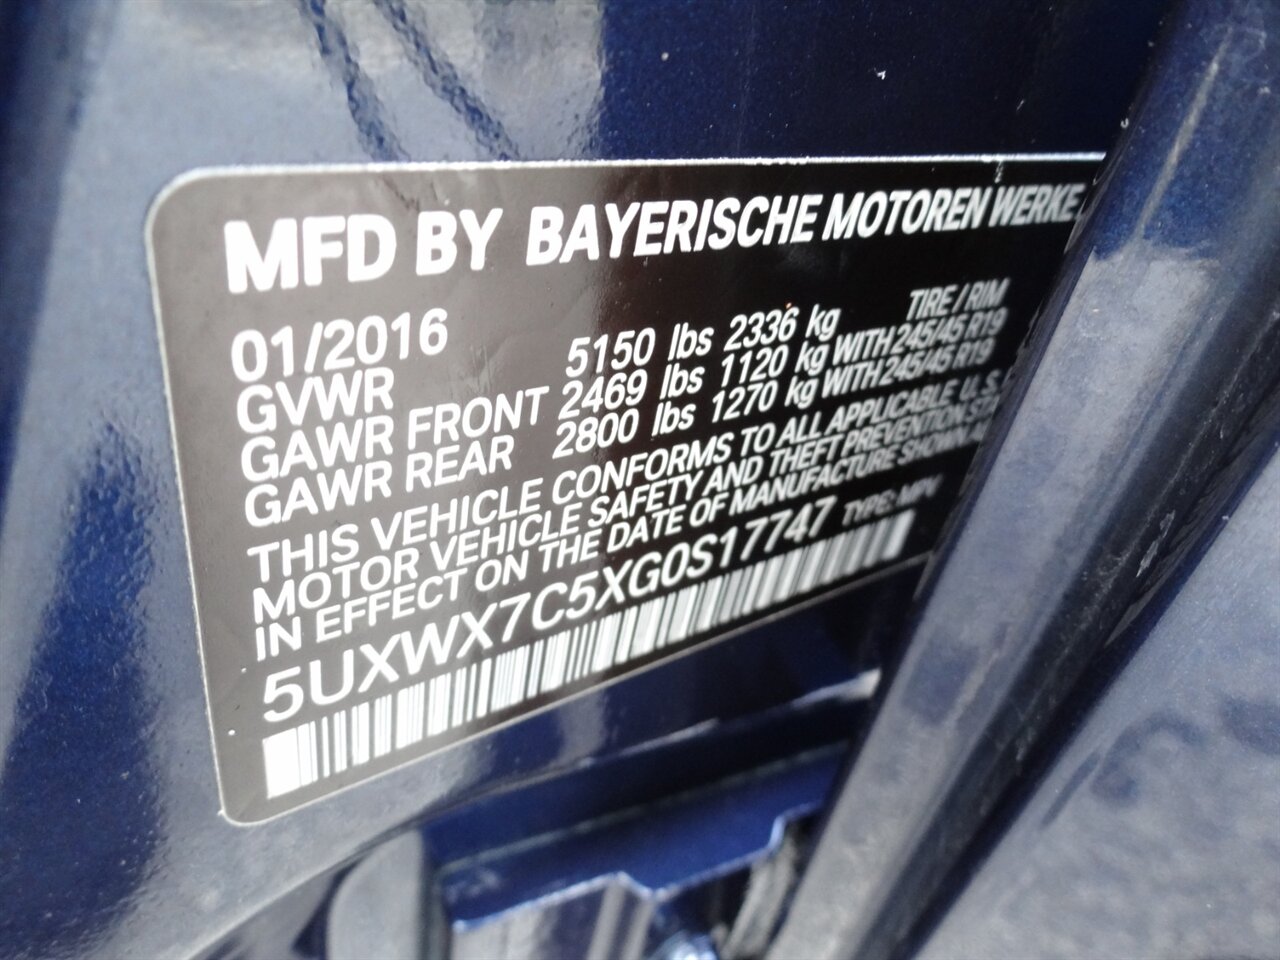 MFD BY BAYERISCHE MOTOREN WERKE
01/2016 TIRE / RIM
GVWR 5150 lbs 2336 kg
GAWR FRONT 2469 lbs 1120 kg WITH 245/45 R19
GAWR REAR 2800 lbs 1270 kg WITH 245/45 R19
THIS VEHICLE CONFORMS TO ALL APPLICABLE U.S.
MOTOR VEHICLE SAFETY AND THEFT PREVENTION
IN EFFECT ON THE DATE OF MANUFACTURE SHOWN
5UXWX7C5XG0S17747 TYPE: MPV